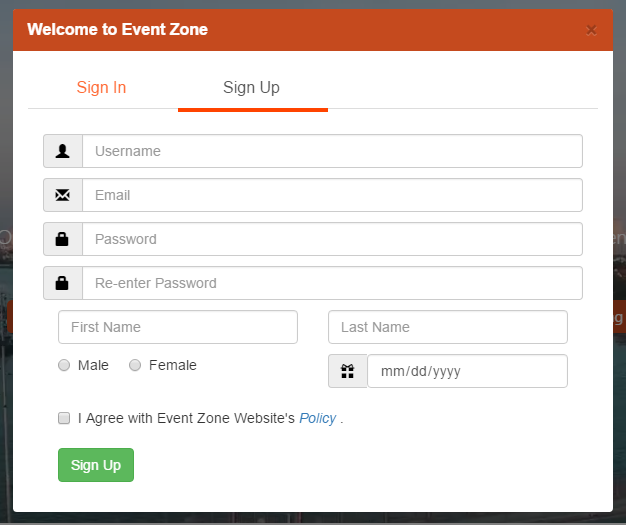 Welcome to Event Zone ×
Sign In Sign Up
Username
Email
Password
Re-enter Password
First Name Last Name
Male Female mm/dd/yyyy
I Agree with Event Zone Website's Policy .
Sign Up